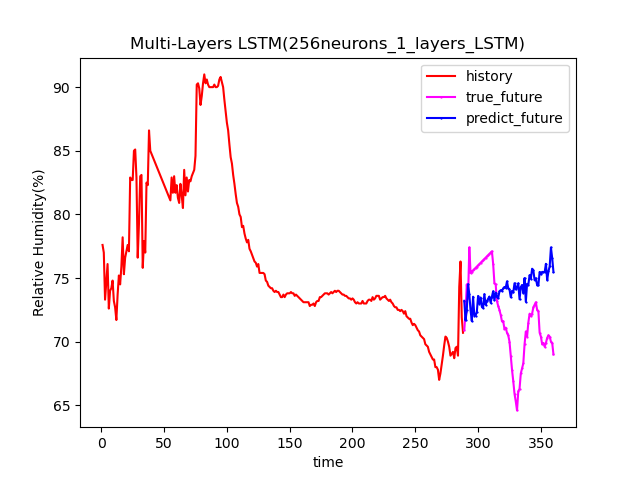 Multi-Layers LSTM(256neurons_1_layers_LSTM)
history
true_future
predict_future
Relative Humidity(%)
90
85
80
75
70
65
0 50 100 150 200 250 300 350
time